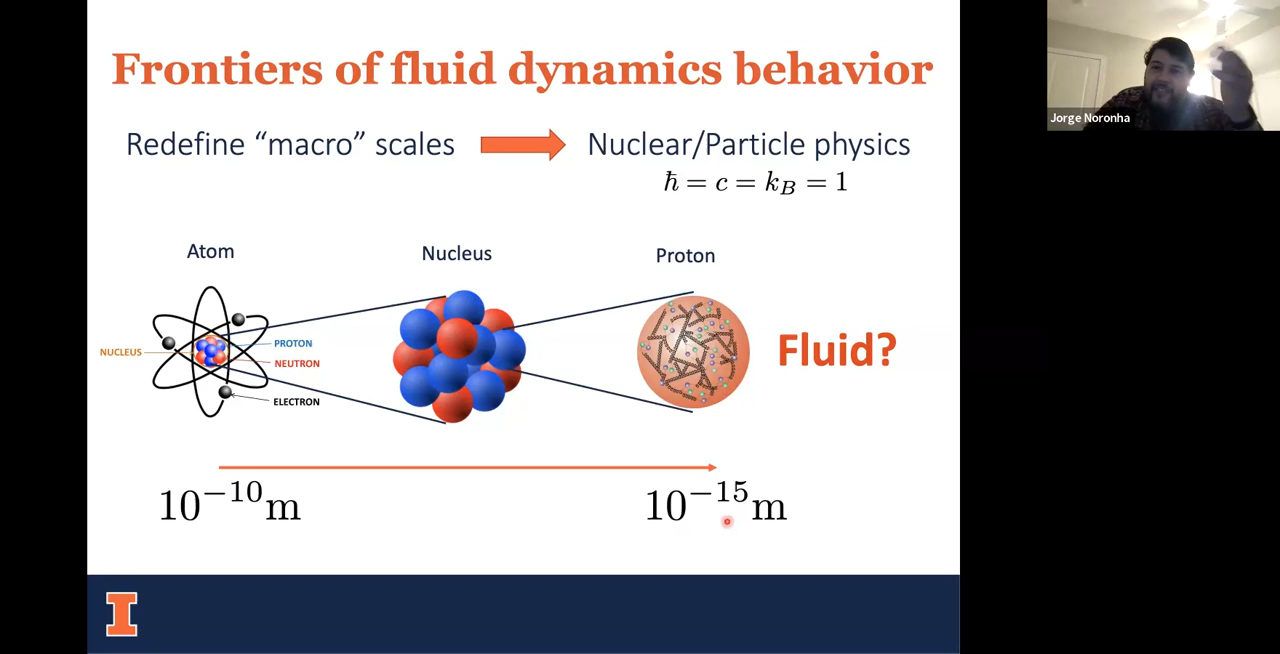 Frontiers of fluid dynamics behavior
Redefine “macro” scales
Nuclear/Particle physics
ħ = c = k_B = 1
Atom
Nucleus
Proton
NUCLEUS
PROTON
NEUTRON
ELECTRON
Fluid?
10⁻¹⁰m
10⁻¹⁵m
I
Jorge Noronha